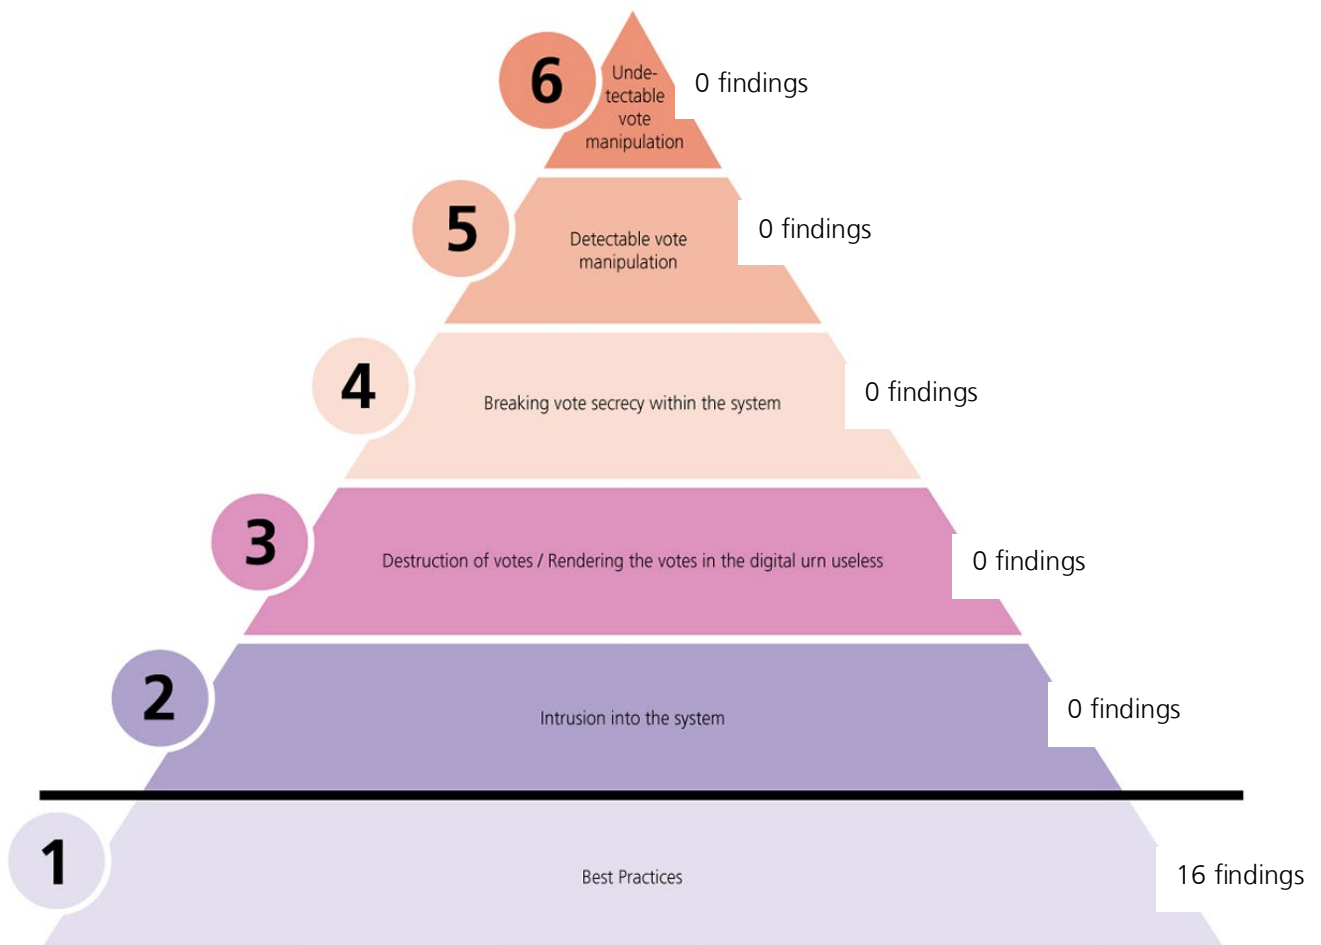 6
Unde-
tectable
vote
manipulation
0 findings
5
Detectable vote
manipulation
0 findings
4
Breaking vote secrecy within the system
0 findings
3
Destruction of votes / Rendering the votes in the digital urn useless
0 findings
2
Intrusion into the system
0 findings
1
Best Practices
16 findings